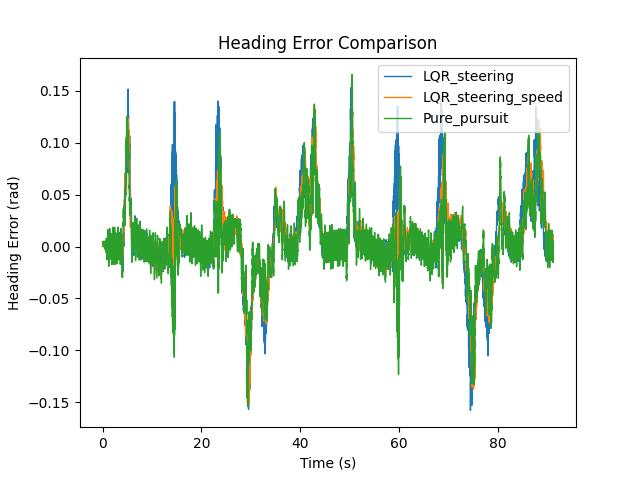 Heading Error Comparison
LQR_steering
LQR_steering_speed
Pure_pursuit
0.15
0.10
0.05
0.00
−0.05
−0.10
−0.15
Heading Error (rad)
0 20 40 60 80
Time (s)